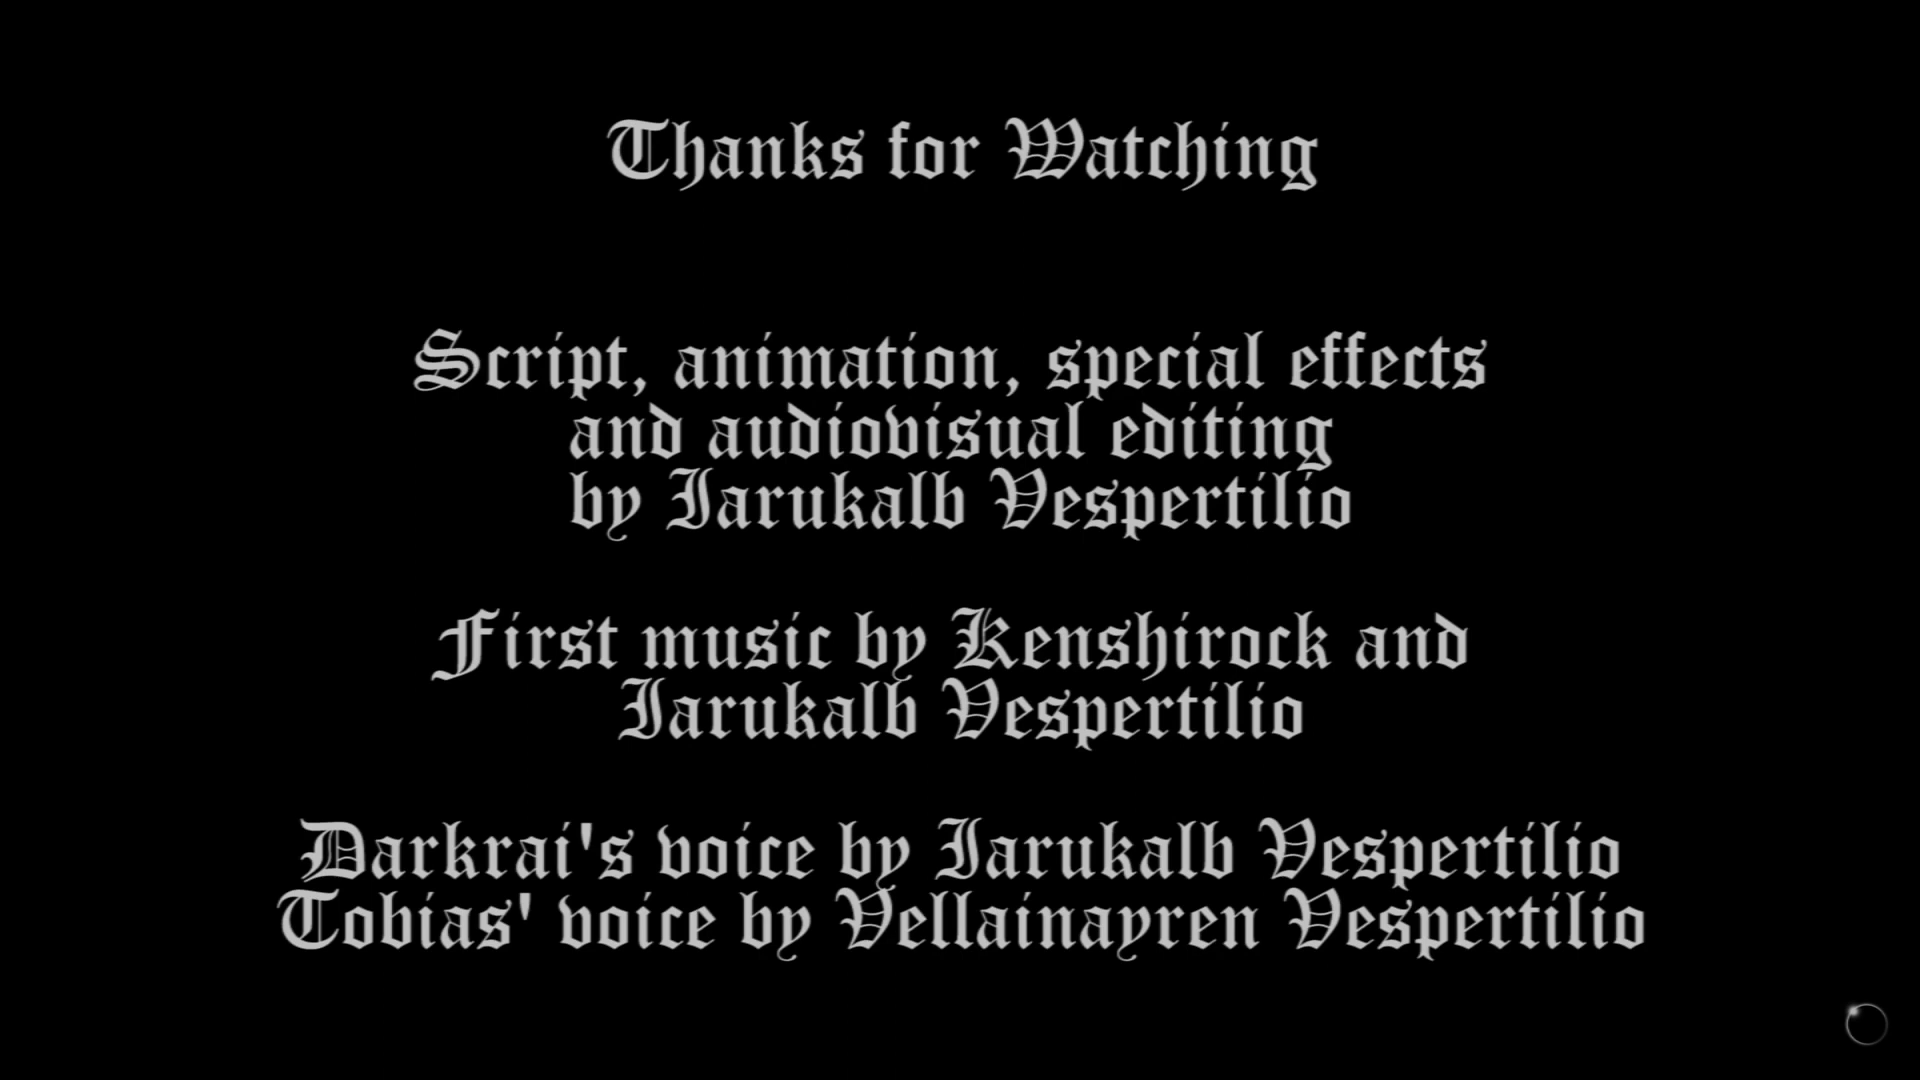 Thanks for Watching
Script, animation, special effects
and audiovisual editing
by Iarukalb Vespertilio
First music by Kenshirock and
Iarukalb Vespertilio
Darkrai's voice by Iarukalb Vespertilio
Tobias' voice by Vellainayren Vespertilio